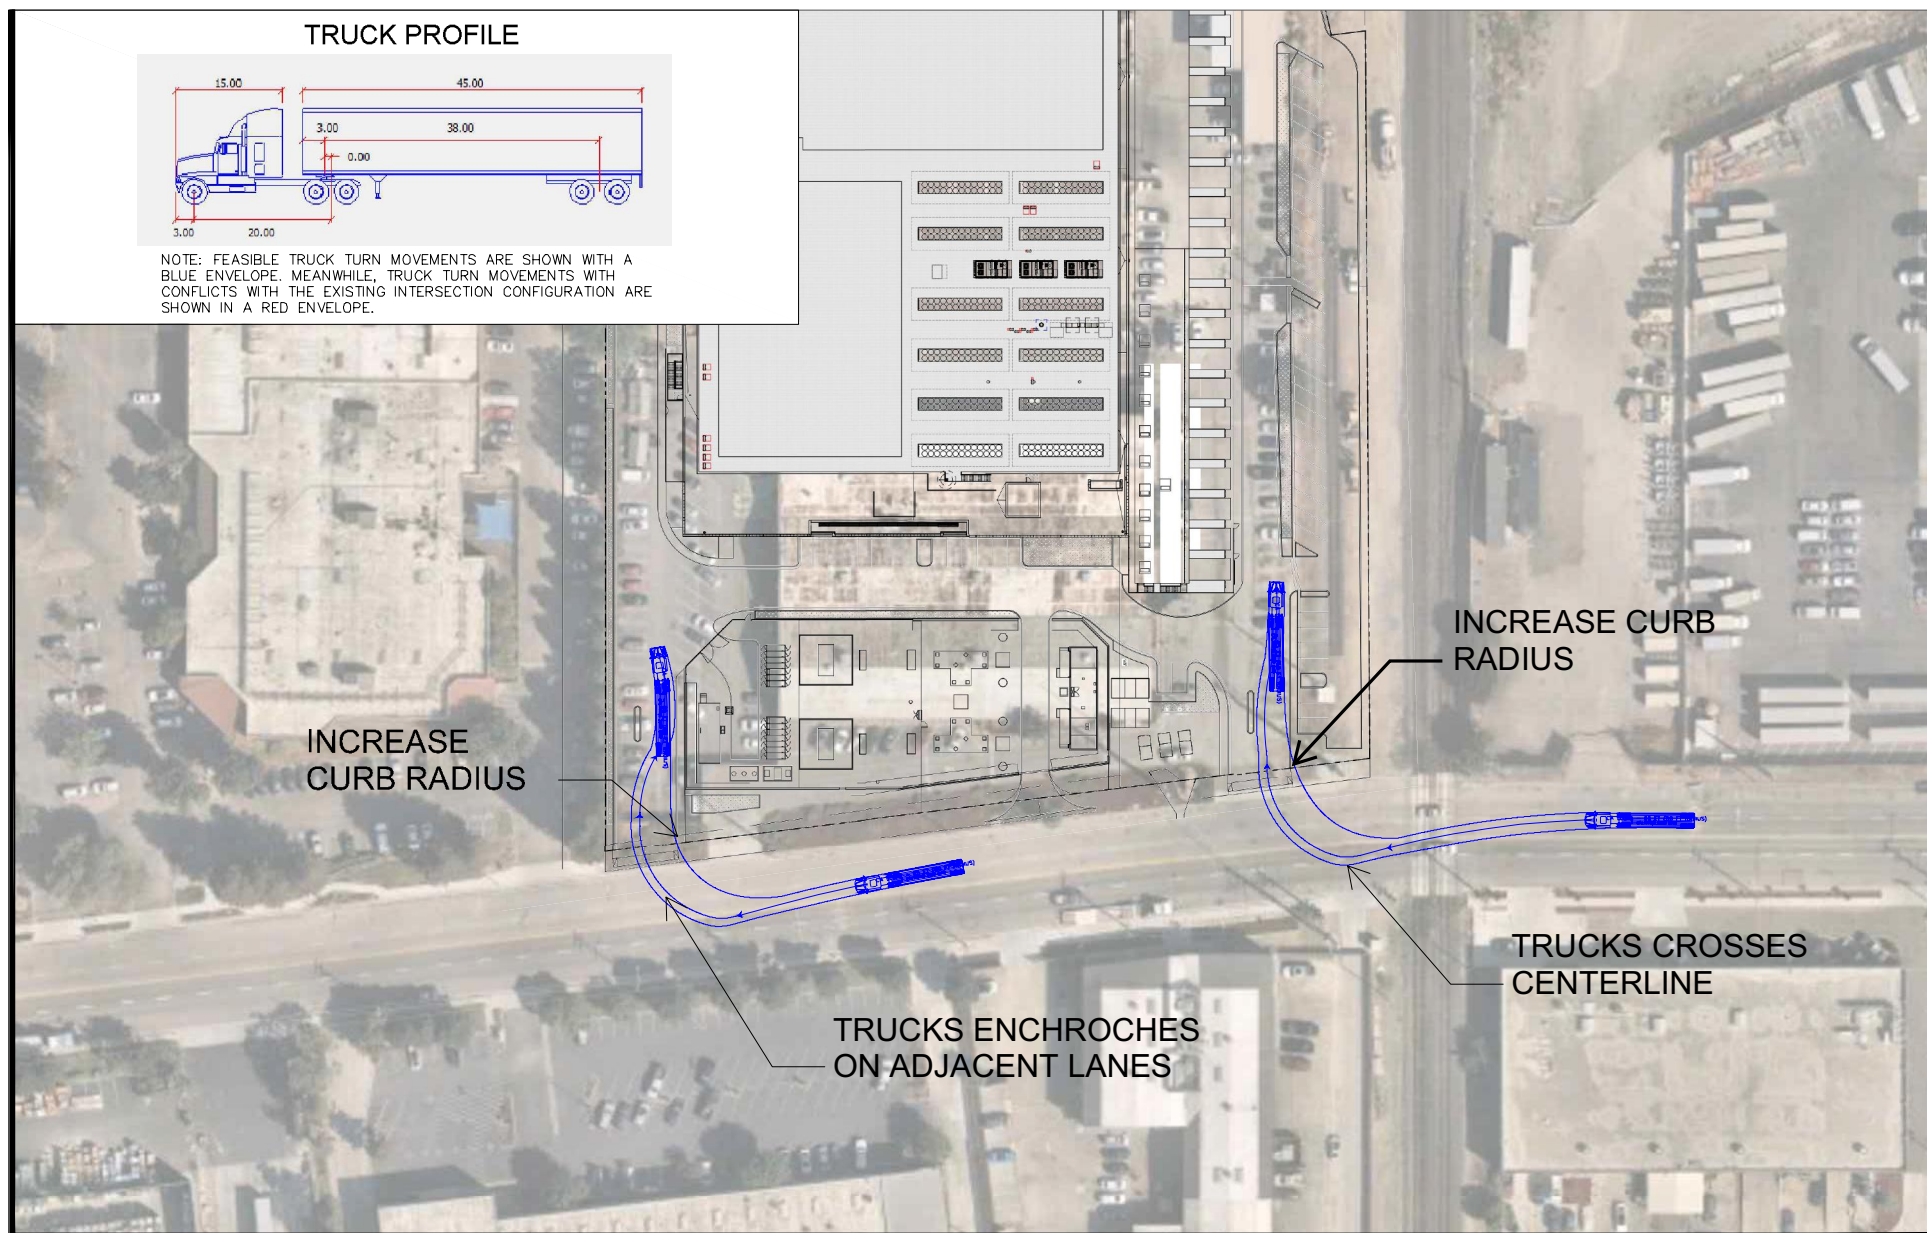 TRUCK PROFILE
15.00
45.00
3.00
38.00
0.00
3.00
20.00
NOTE: FEASIBLE TRUCK TURN MOVEMENTS ARE SHOWN WITH A
BLUE ENVELOPE. MEANWHILE, TRUCK TURN MOVEMENTS WITH
CONFLICTS WITH THE EXISTING INTERSECTION CONFIGURATION ARE
SHOWN IN A RED ENVELOPE.
INCREASE CURB
RADIUS
INCREASE
CURB RADIUS
TRUCKS CROSSES
CENTERLINE
TRUCKS ENCHROCHES
ON ADJACENT LANES